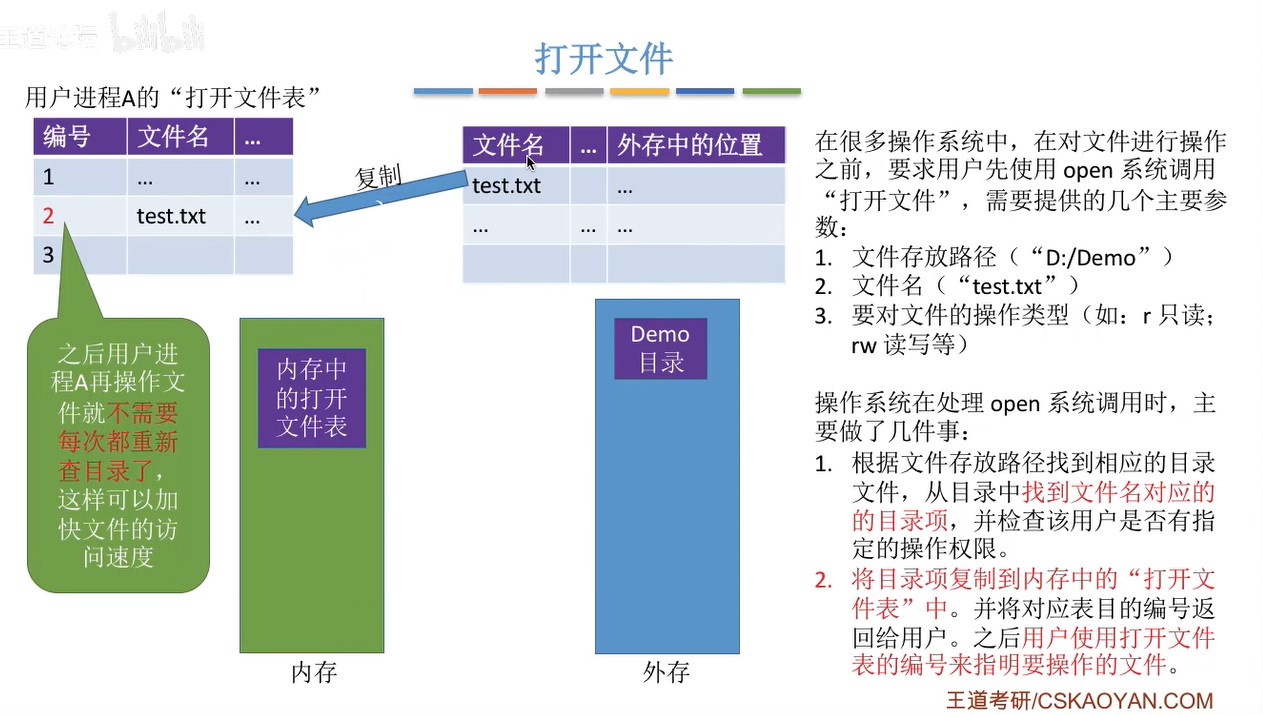 王道论坛 bilibili
打开文件
用户进程A的“打开文件表”
编号 文件名 ...
1 ... ...
2 test.txt ...
3
复制
文件名 ... 外存中的位置
test.txt ...
... ... ...
之后用户进
程A再操作文
件就不需要
每次都重新
查目录了，
这样可以加
快文件的访
问速度
内存中
的打开
文件表
内存
Demo
目录
外存
在很多操作系统中，在对文件进行操作
之前，要求用户先使用 open 系统调用
“打开文件”，需要提供的几个主要参
数：
1. 文件存放路径（“D:/Demo”）
2. 文件名（“test.txt”）
3. 要对文件的操作类型（如：r 只读；
rw 读写等）
操作系统在处理 open 系统调用时，主
要做了几件事：
1. 根据文件存放路径找到相应的目录
文件，从目录中找到文件名对应的
的目录项，并检查该用户是否有指
定的操作权限。
2. 将目录项复制到内存中的“打开文
件表”中。并将对应表目的编号返
回给用户。之后用户使用打开文件
表的编号来指明要操作的文件。
王道考研/CSKAOYAN.COM